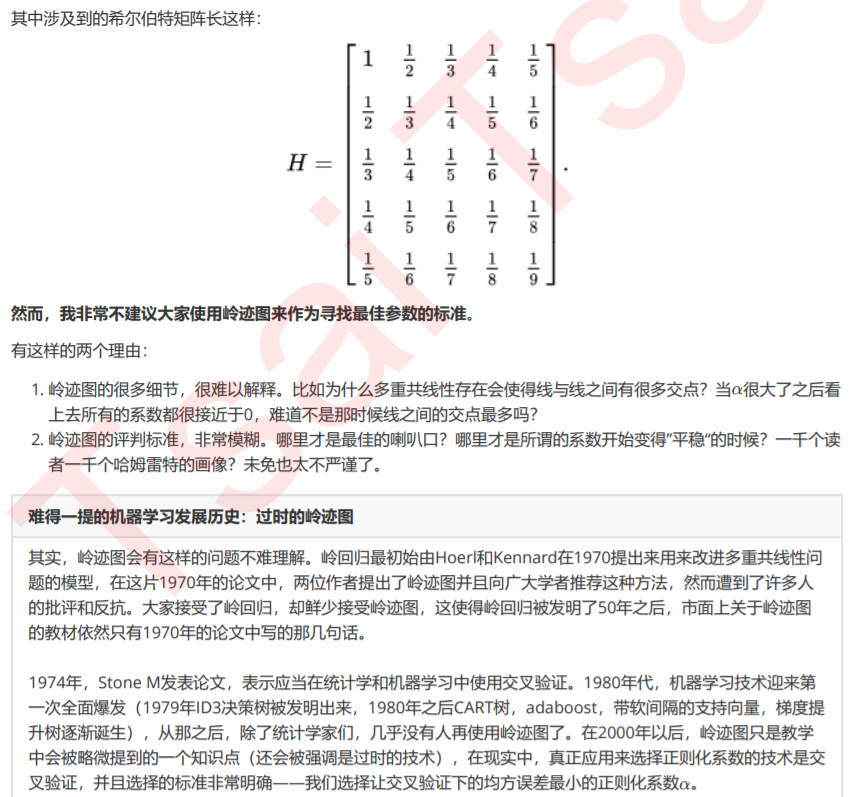 其中涉及到的希尔伯特矩阵长这样：
H = [ 1 1/2 1/3 1/4 1/5
1/2 1/3 1/4 1/5 1/6
1/3 1/4 1/5 1/6 1/7
1/4 1/5 1/6 1/7 1/8
1/5 1/6 1/7 1/8 1/9 ] .
然而，我非常不建议大家使用岭迹图来作为寻找最佳参数的标准。
有这样的两个理由：
1. 岭迹图的很多细节，很难以解释。比如为什么多重共线性存在会使得线与线之间有很多交点？当α很大了之后看
上去所有的系数都很接近于0，难道不是那时候线之间的交点最多吗？
2. 岭迹图的评判标准，非常模糊。哪里才是最佳的喇叭口？哪里才是所谓的系数开始变得”平稳“的时候？一千个读
者一千个哈姆雷特的画像？未免也太不严谨了。
难得一提的机器学习发展历史：过时的岭迹图
其实，岭迹图会有这样的问题不难理解。岭回归最初始由Hoerl和Kennard在1970提出来用来改进多重共线性问
题的模型，在这片1970年的论文中，两位作者提出了岭迹图并且向广大学者推荐这种方法，然而遭到了许多人
的批评和反抗。大家接受了岭回归，却鲜少接受岭迹图，这使得岭回归被发明了50年之后，市面上关于岭迹图
的教材依然只有1970年的论文中写的那几句话。
1974年，Stone M发表论文，表示应当在统计学和机器学习中使用交叉验证。1980年代，机器学习技术迎来第
一次全面爆发（1979年ID3决策树被发明出来，1980年之后CART树，adaboost，带软间隔的支持向量，梯度提
升树逐渐诞生），从那之后，除了统计学家们，几乎没有人再使用岭迹图了。在2000年以后，岭迹图只是教学
中会被略微提到的一个知识点（还会被强调是过时的技术），在现实中，真正应用来选择正则化系数的技术是交
叉验证，并且选择的标准非常明确——我们选择让交叉验证下的均方误差最小的正则化系数α。
Tsai Tsai